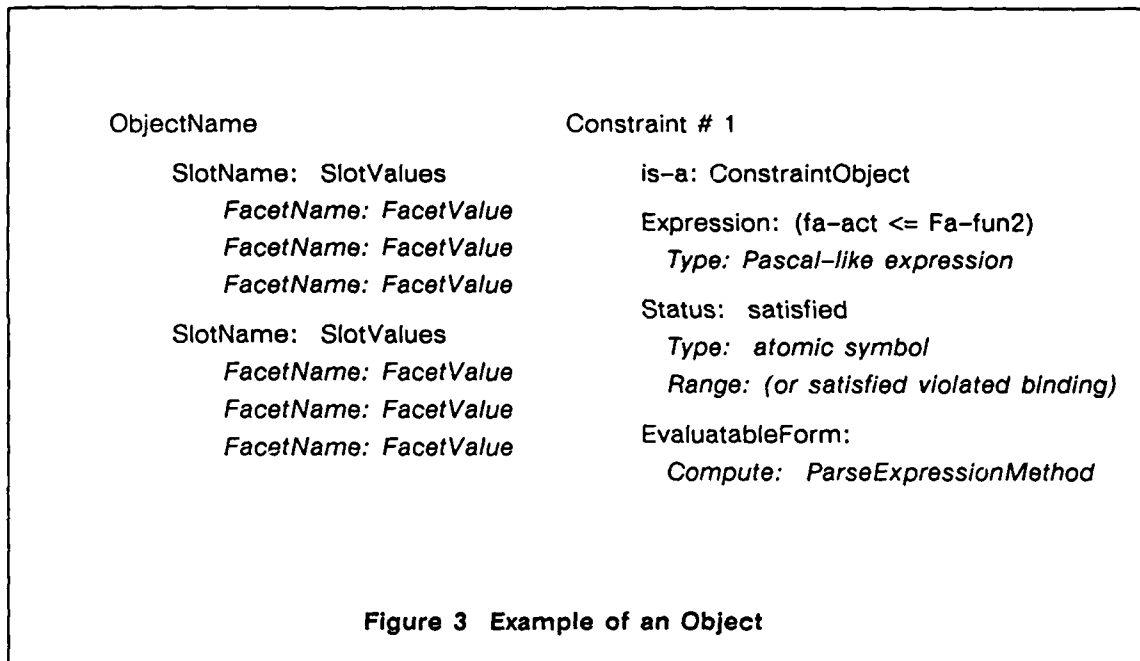 ObjectName
SlotName: SlotValues
FacetName: FacetValue
FacetName: FacetValue
FacetName: FacetValue
SlotName: SlotValues
FacetName: FacetValue
FacetName: FacetValue
FacetName: FacetValue
Constraint # 1
is-a: ConstraintObject
Expression: (fa-act <= Fa-fun2)
Type: Pascal-like expression
Status: satisfied
Type: atomic symbol
Range: (or satisfied violated binding)
EvaluatableForm:
Compute: ParseExpressionMethod
Figure 3 Example of an Object